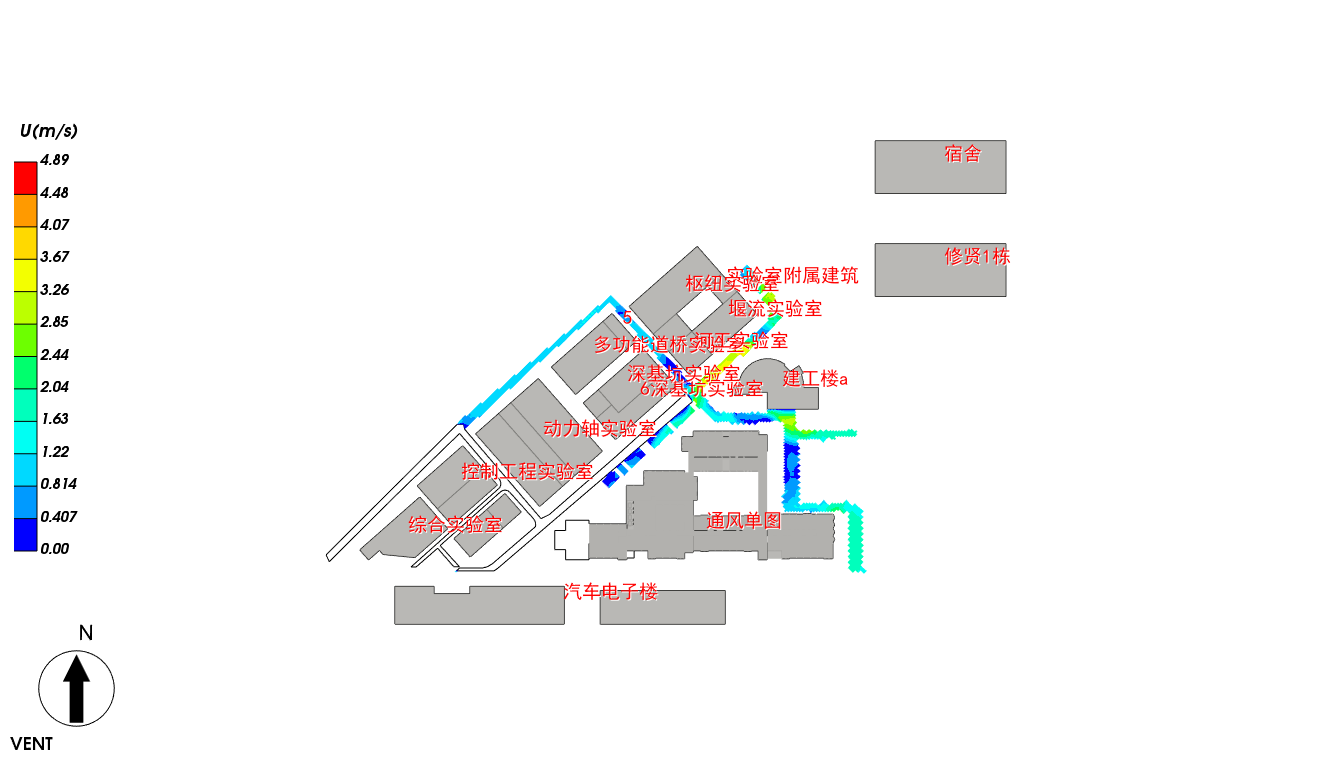 U(m/s)
4.89
4.48
4.07
3.67
3.26
2.85
2.44
2.04
1.63
1.22
0.814
0.407
0.00
宿舍
修贤1栋
实验室附属建筑
枢纽实验室
堰流实验室
5
河工实验室
多功能道桥实验室
深基坑实验室
建工楼a
6深基坑实验室
动力轴实验室
控制工程实验室
通风单图
综合实验室
汽车电子楼
N
VENT